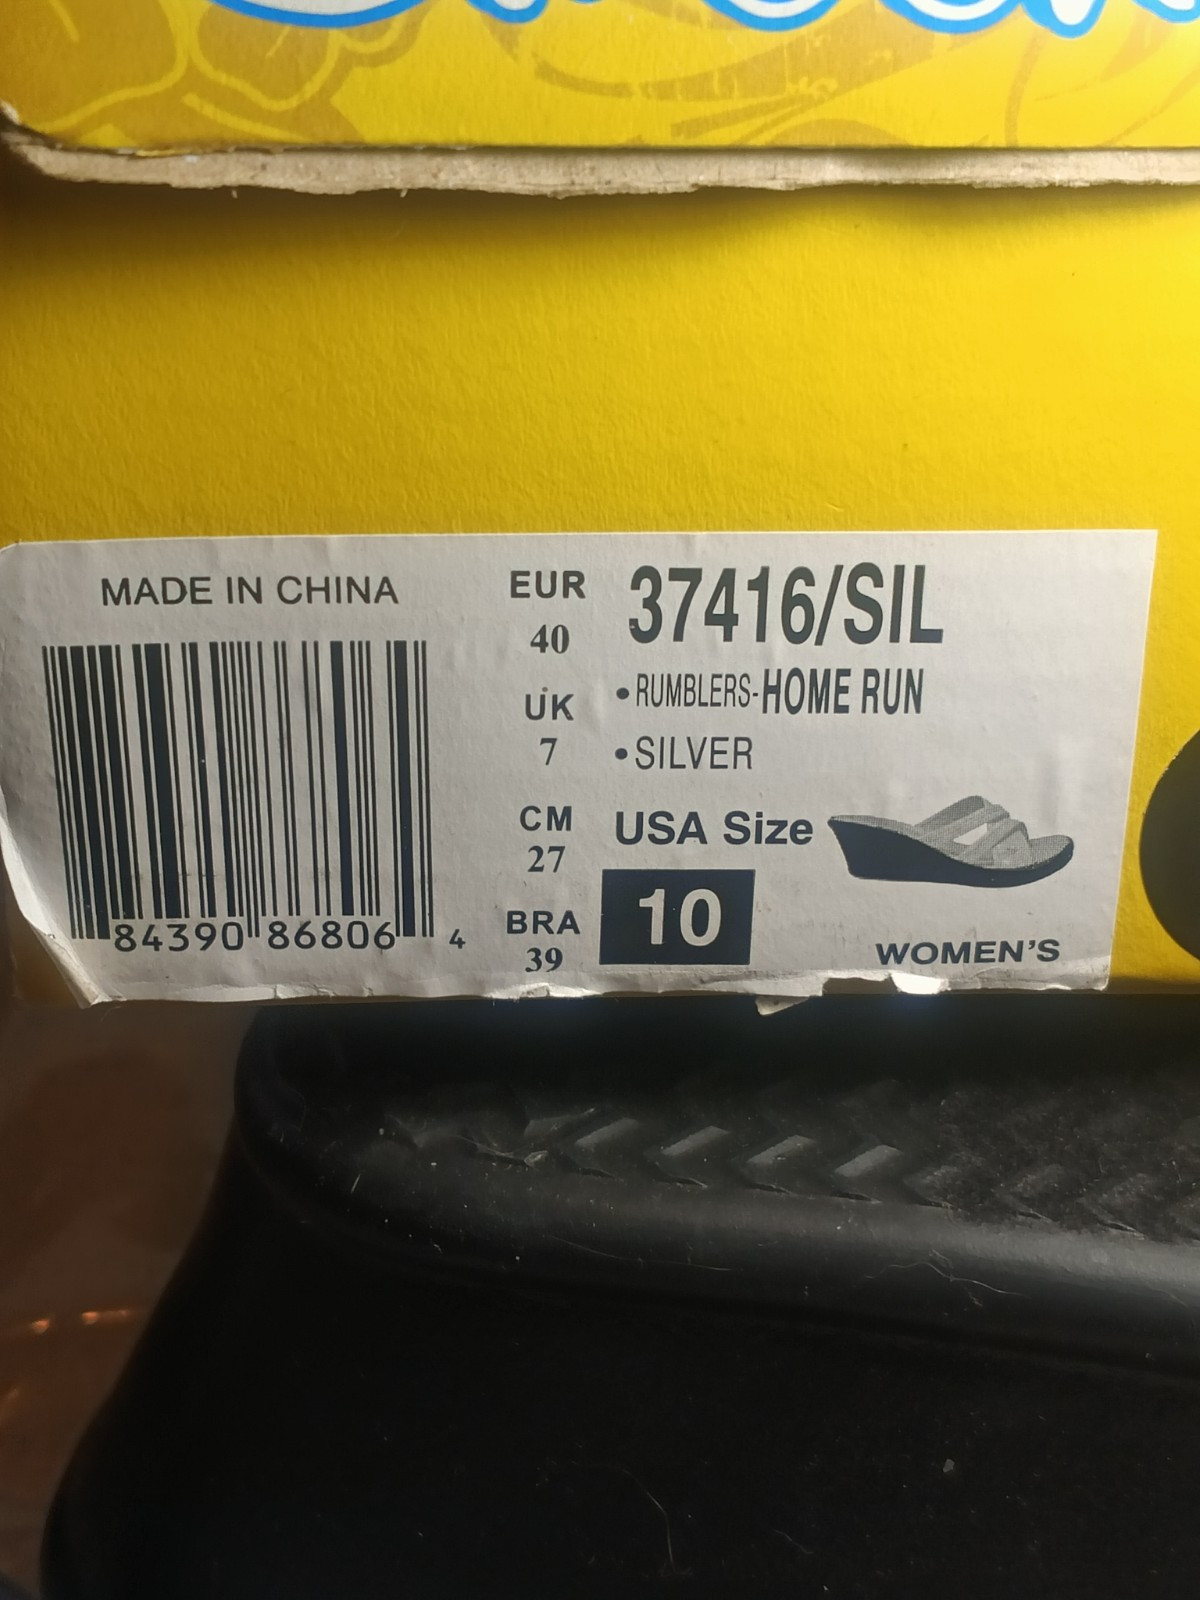 MADE IN CHINA
84390 86806 4
EUR
40
UK
7
CM
27
BRA
39
37416/SIL
•RUMBLERS-HOME RUN
•SILVER
USA Size
10
WOMEN'S